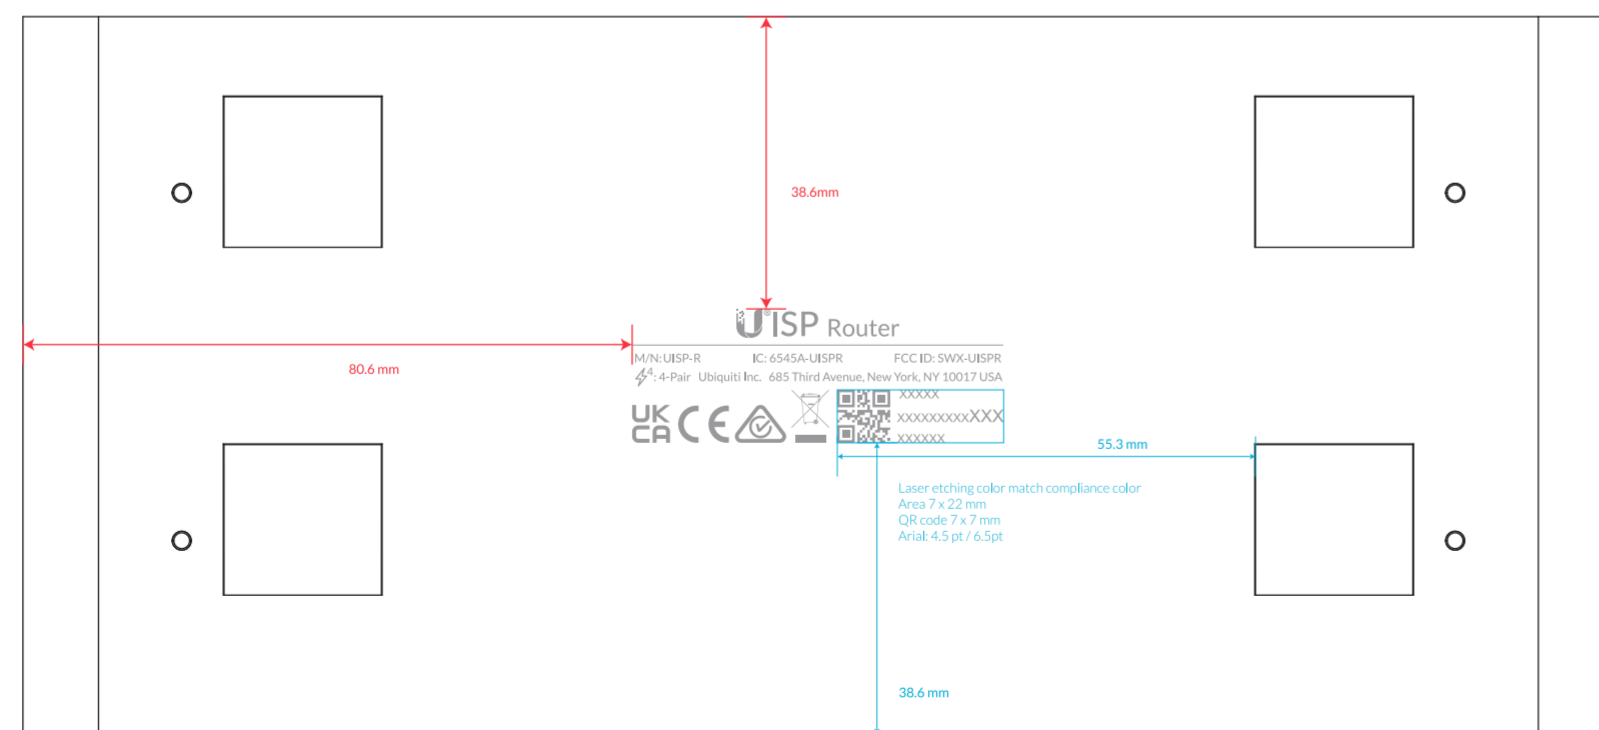 38.6mm
UISP Router
80.6 mm
M/N: UISP-R IC: 6545A-UISPR FCC ID: SWX-UISPR
4: 4-Pair Ubiquiti Inc. 685 Third Avenue, New York, NY 10017 USA
UK
CA CE
XXXXX
XXXXXXXXXXXX
XXXXXX
55.3 mm
Laser etching color match compliance color
Area 7 x 22 mm
QR code 7 x 7 mm
Arial: 4.5 pt / 6.5pt
38.6 mm